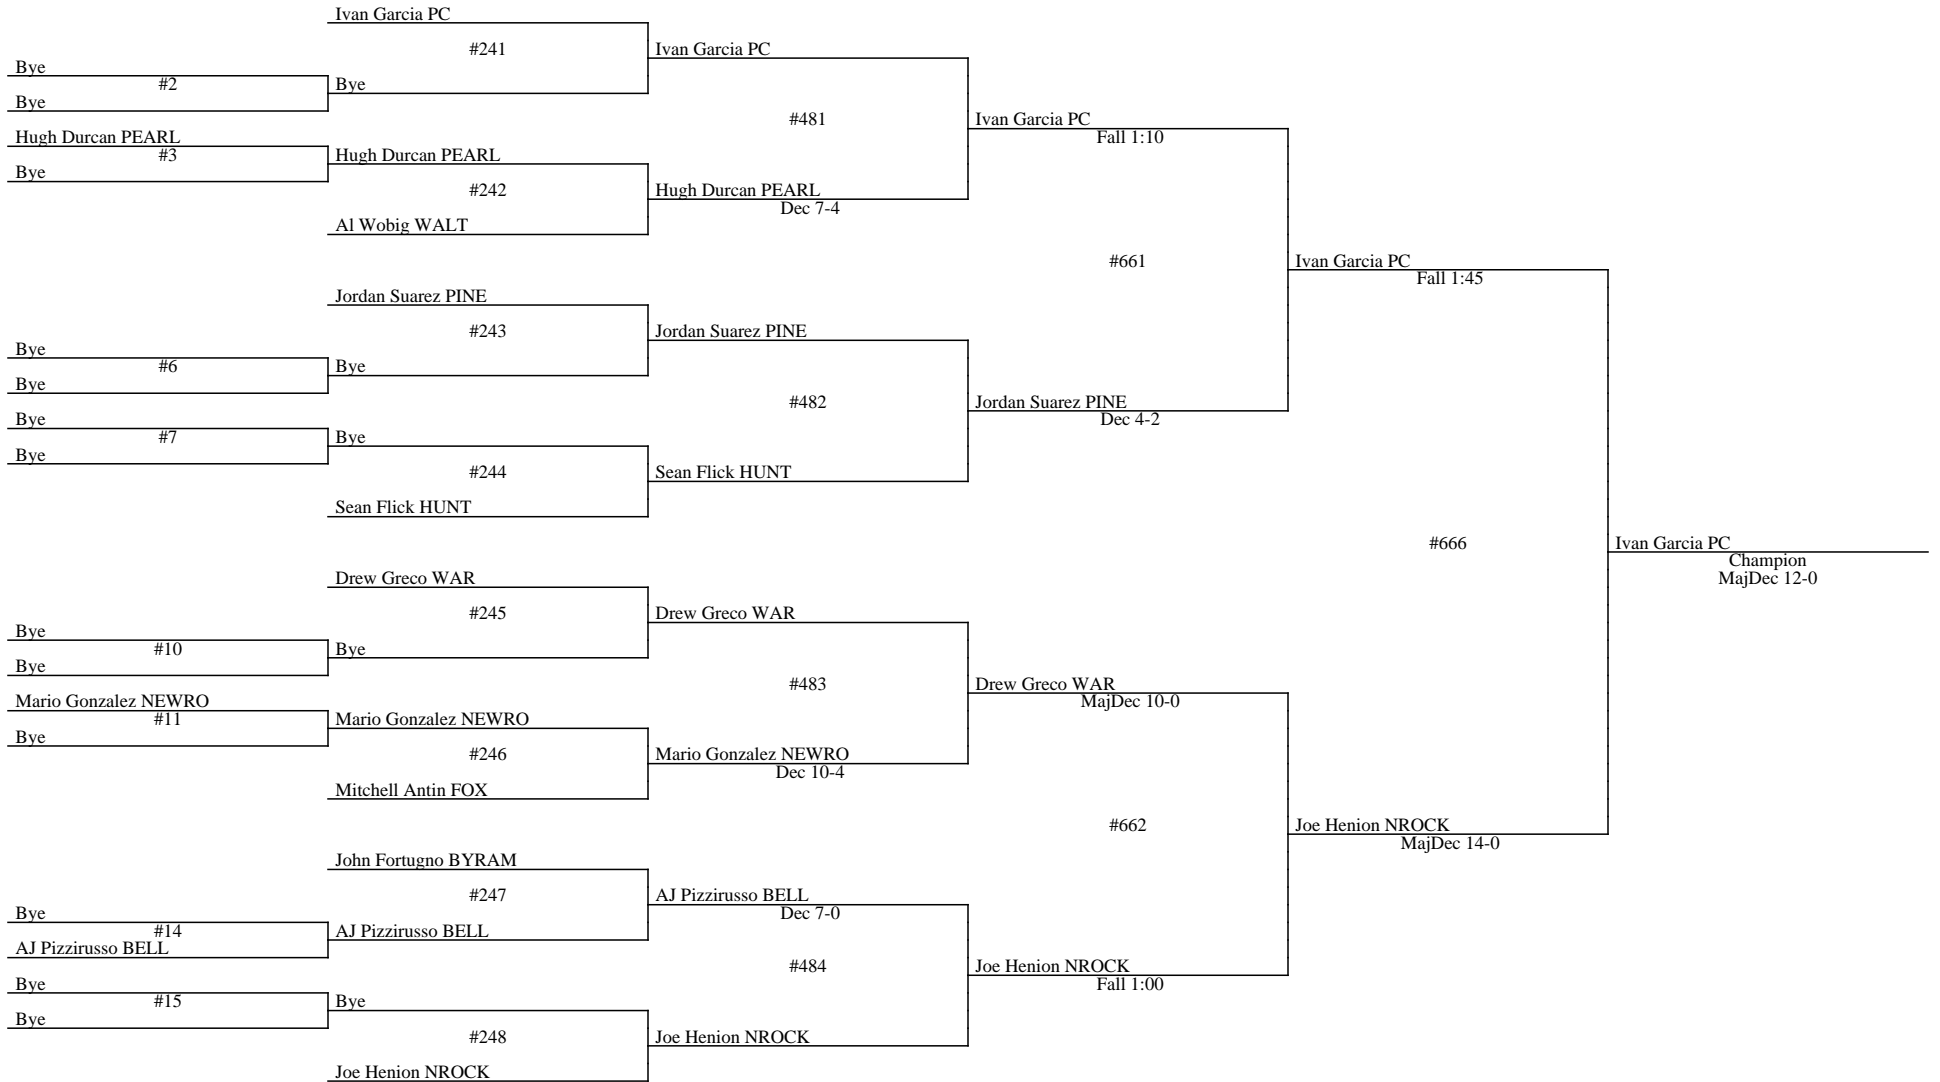 Ivan Garcia PC
#241
Ivan Garcia PC
Bye
#2
Bye
Bye
#481
Ivan Garcia PC
Fall 1:10
Hugh Durcan PEARL
#3
Hugh Durcan PEARL
Bye
#242
Hugh Durcan PEARL
Dec 7-4
Al Wobig WALT
#661
Ivan Garcia PC
Fall 1:45
Jordan Suarez PINE
#243
Jordan Suarez PINE
Bye
#6
Bye
Bye
#482
Jordan Suarez PINE
Dec 4-2
Bye
#7
Bye
Bye
#244
Sean Flick HUNT
Sean Flick HUNT
#666
Ivan Garcia PC
Champion
MajDec 12-0
Drew Greco WAR
#245
Drew Greco WAR
Bye
#10
Bye
Bye
#483
Drew Greco WAR
MajDec 10-0
Mario Gonzalez NEWRO
#11
Mario Gonzalez NEWRO
Bye
#246
Mario Gonzalez NEWRO
Dec 10-4
Mitchell Antin FOX
#662
Joe Henion NROCK
MajDec 14-0
John Fortugno BYRAM
#247
AJ Pizzirusso BELL
Dec 7-0
Bye
#14
AJ Pizzirusso BELL
AJ Pizzirusso BELL
#484
Joe Henion NROCK
Fall 1:00
Bye
#15
Bye
Bye
#248
Joe Henion NROCK
Joe Henion NROCK